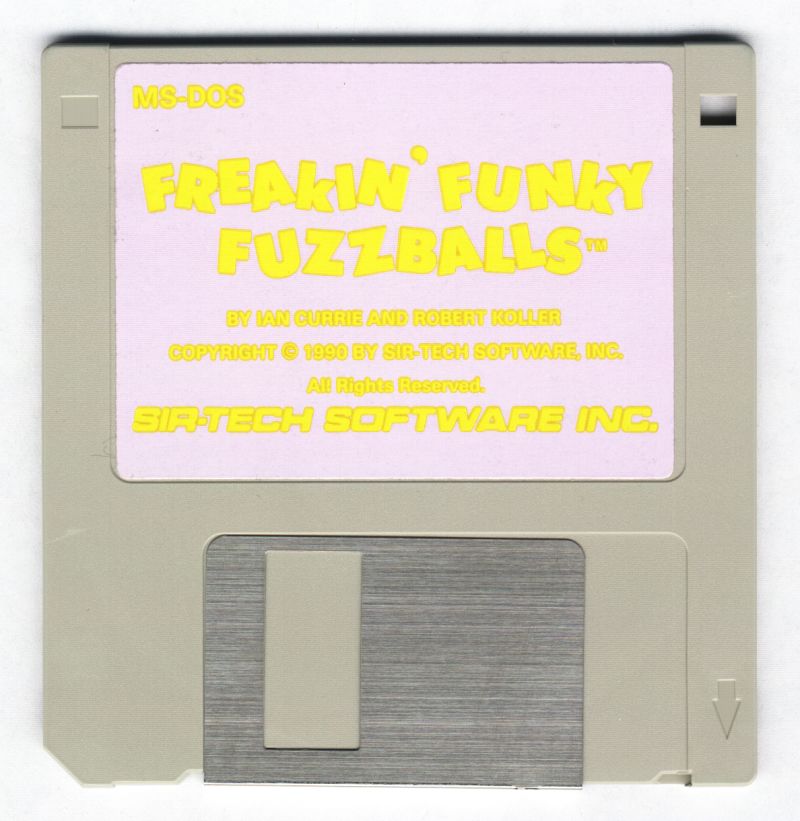 MS-DOS
FREAKIN' FUNKY
FUZZBALLS™
BY IAN CURRIE AND ROBERT KOLLER
COPYRIGHT © 1990 BY SIR-TECH SOFTWARE, INC.
All Rights Reserved.
SIR-TECH SOFTWARE INC.